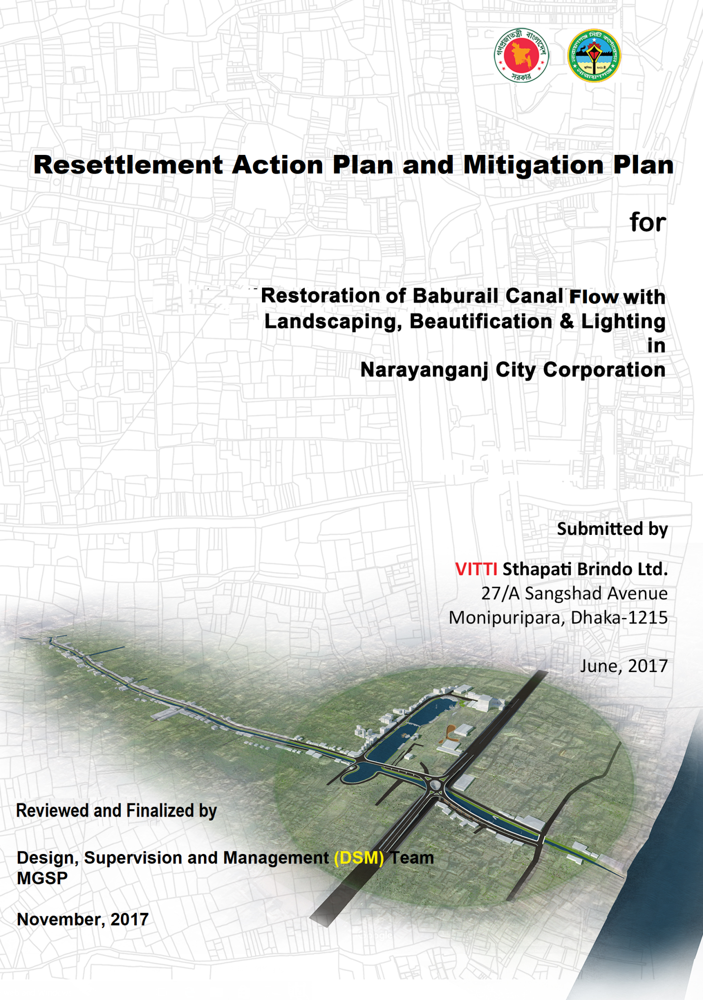 গণপ্রজাতন্ত্রী বাংলাদেশ
সরকার
নারায়ণগঞ্জ সিটি কর্পোরেশন
স্থাপিতঃ ২০১১ খ্রী.
নারায়ণগঞ্জ
Resettlement Action Plan and Mitigation Plan
for
Restoration of Baburail Canal Flow with
Landscaping, Beautification & Lighting
in
Narayanganj City Corporation
Submitted by
VITTI Sthapati Brindo Ltd.
27/A Sangshad Avenue
Monipuripara, Dhaka-1215
June, 2017
Reviewed and Finalized by
Design, Supervision and Management (DSM) Team
MGSP
November, 2017
Google